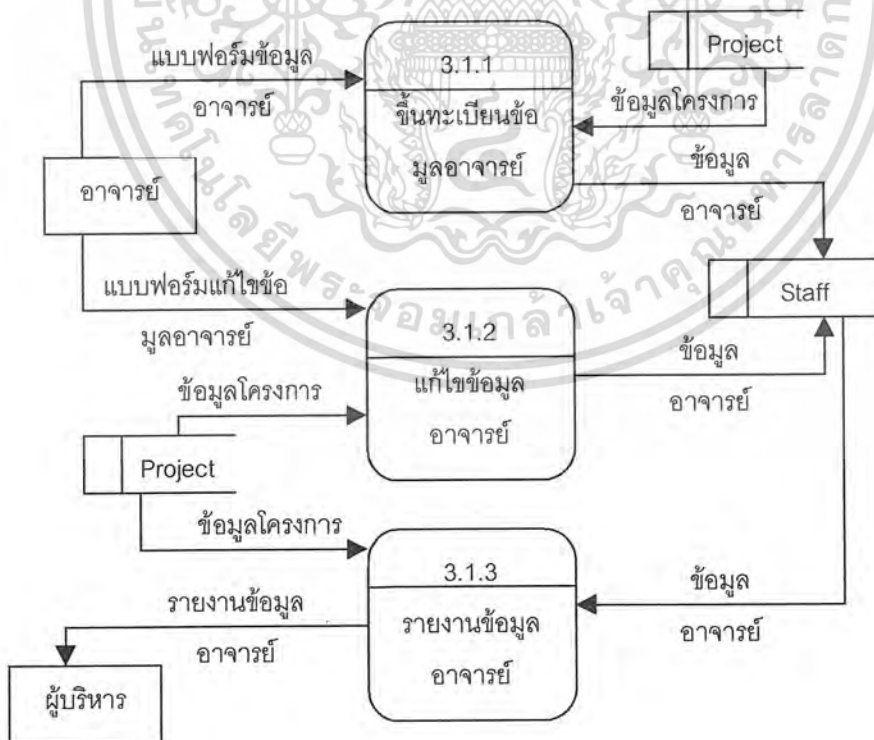 แบบฟอร์มข้อมูล
อาจารย์
3.1.1
ขึ้นทะเบียนข้อ
มูลอาจารย์
Project
ข้อมูลโครงการ
ข้อมูล
อาจารย์
อาจารย์
แบบฟอร์มแก้ไขข้อ
มูลอาจารย์
3.1.2
แก้ไขข้อมูล
อาจารย์
Staff
ข้อมูล
อาจารย์
ข้อมูลโครงการ
Project
ข้อมูลโครงการ
3.1.3
รายงานข้อมูล
อาจารย์
ข้อมูล
อาจารย์
รายงานข้อมูล
อาจารย์
ผู้บริหาร